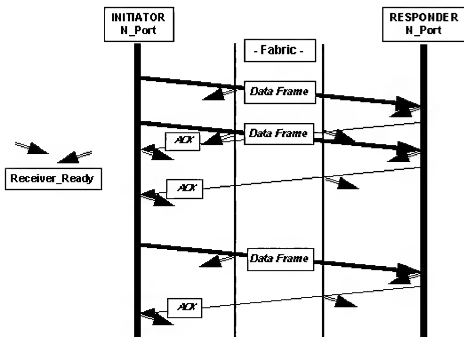 INITIATOR
N_Port
RESPONDER
N_Port
- Fabric -
Data Frame
Data Frame
ACK
Receiver_Ready
ACK
Data Frame
ACK